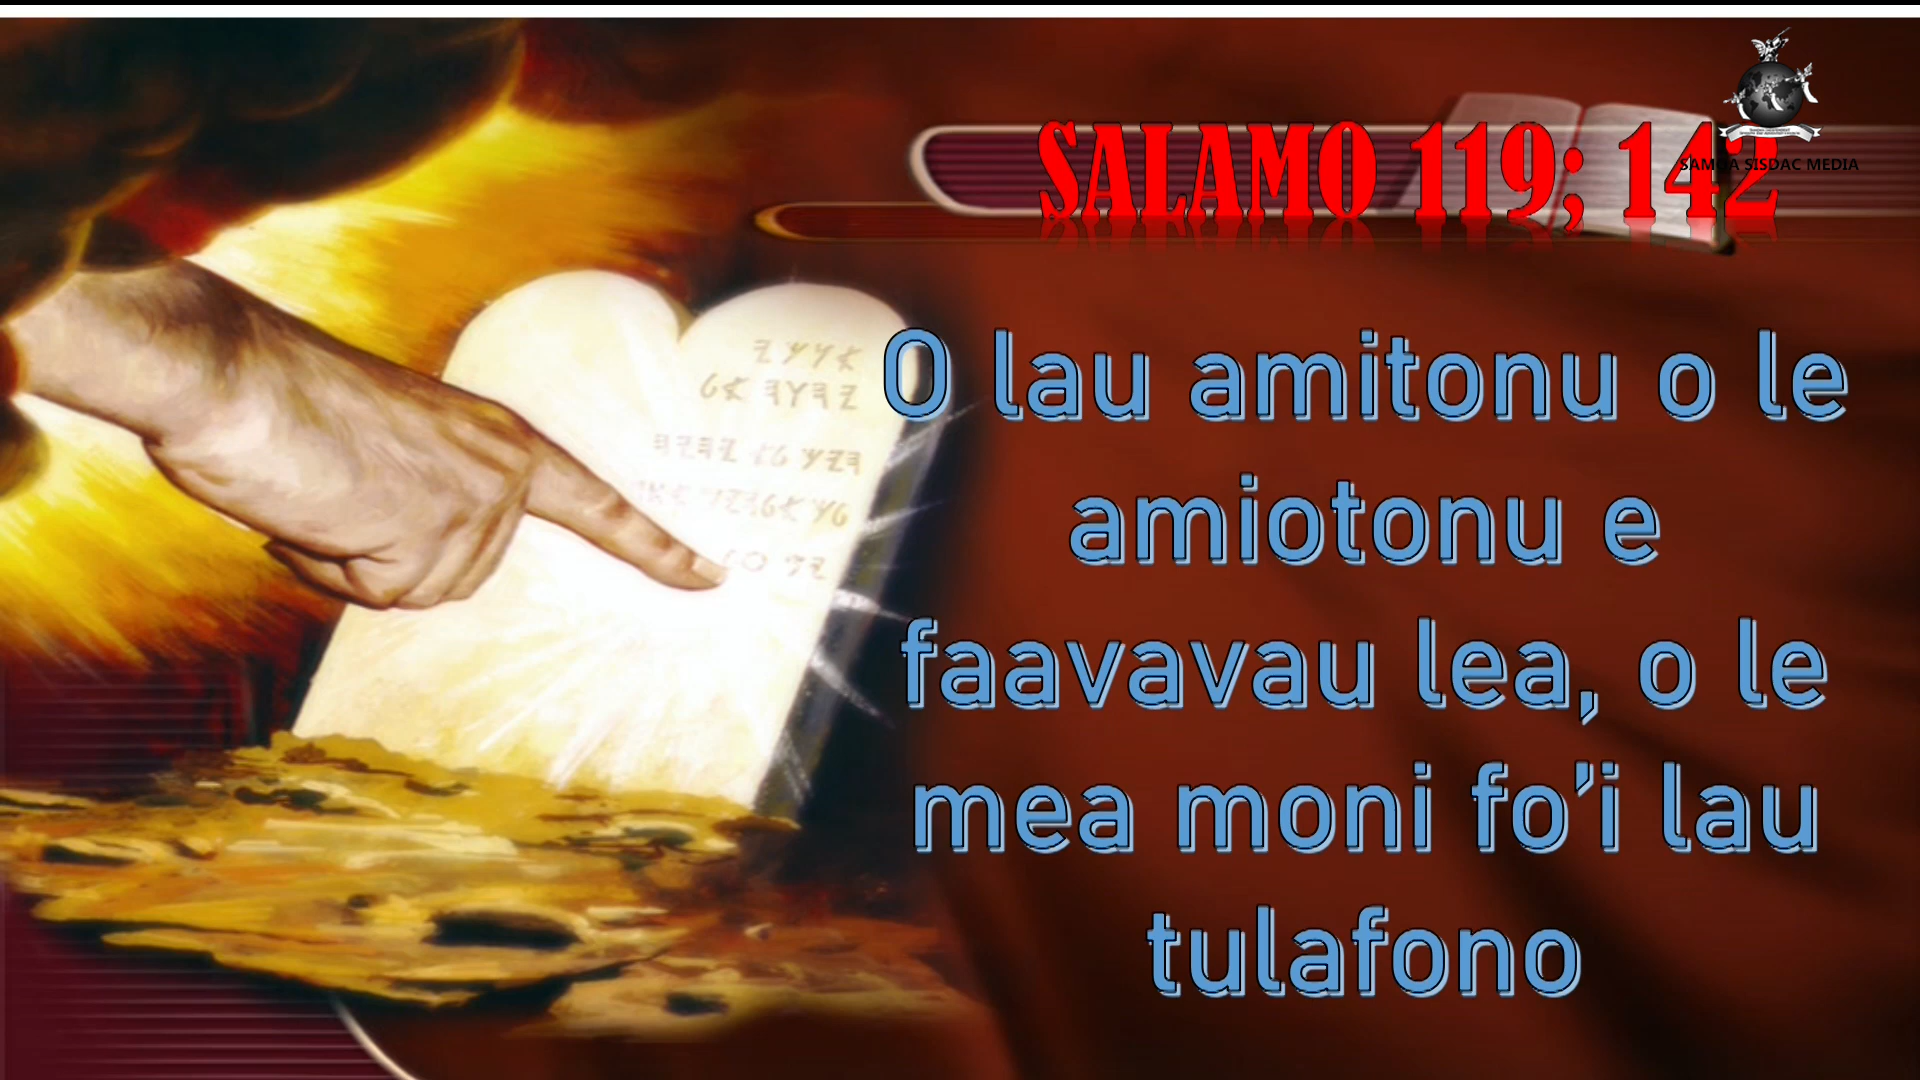 SALAMO 119; 142
SAMOA SISDAC MEDIA
O lau amitonu o le
amiotonu e
faavavau lea, o le
mea moni fo’i lau
tulafono